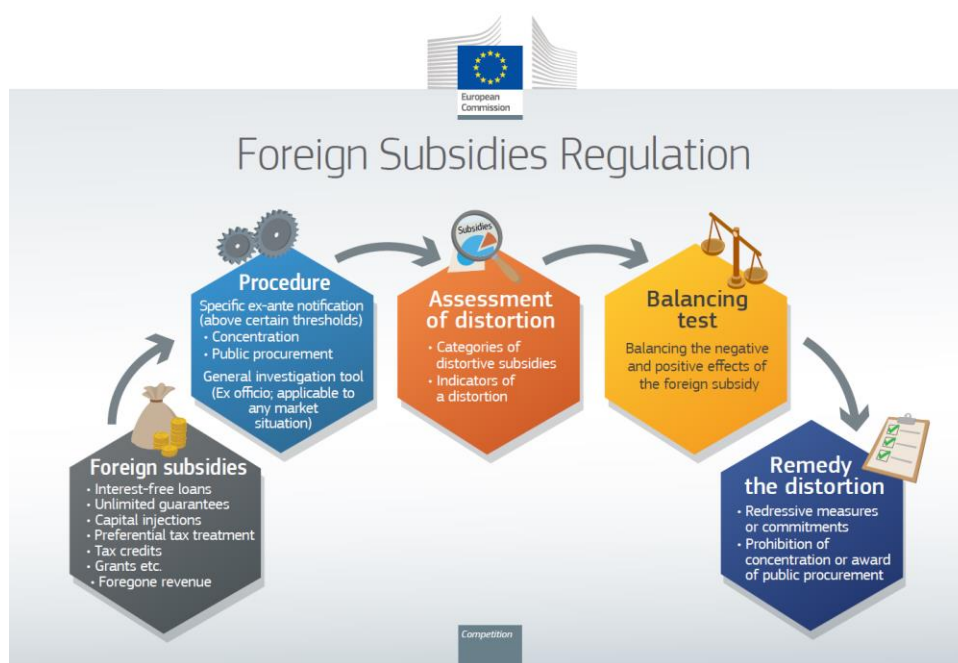 European
Commission
Foreign Subsidies Regulation
Foreign subsidies
• Interest-free loans
• Unlimited guarantees
• Capital injections
• Preferential tax treatment
• Tax credits
• Grants etc.
• Foregone revenue
Procedure
Specific ex-ante notification
(above certain thresholds)
• Concentration
• Public procurement
General investigation tool
(Ex officio; applicable to
any market
situation)
Subsidies
Assessment
of distortion
• Categories of
distortive subsidies
• Indicators of
a distortion
Balancing
test
Balancing the negative
and positive effects of
the foreign subsidy
Remedy
the distortion
• Redressive measures
or commitments
• Prohibition of
concentration or award
of public procurement
Competition